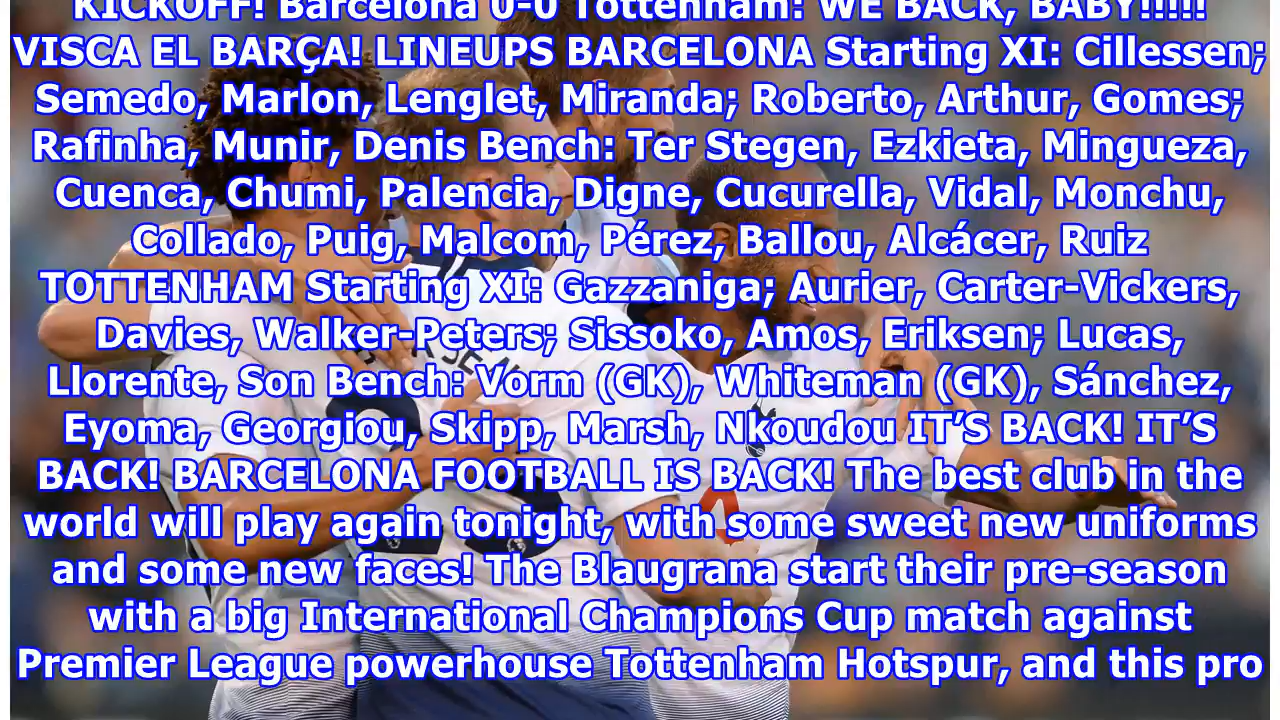 KICKOFF! Barcelona 0-0 Tottenham: WE BACK, BABY!!!!!
VISCA EL BARÇA! LINEUPS BARCELONA Starting XI: Cillessen;
Semedo, Marlon, Lenglet, Miranda; Roberto, Arthur, Gomes;
Rafinha, Munir, Denis Bench: Ter Stegen, Ezkieta, Mingueza,
Cuenca, Chumi, Palencia, Digne, Cucurella, Vidal, Monchu,
Collado, Puig, Malcom, Pérez, Ballou, Alcácer, Ruiz
TOTTENHAM Starting XI: Gazzaniga; Aurier, Carter-Vickers,
Davies, Walker-Peters; Sissoko, Amos, Eriksen; Lucas,
Llorente, Son Bench: Vorm (GK), Whiteman (GK), Sánchez,
Eyoma, Georgiou, Skipp, Marsh, Nkoudou IT’S BACK! IT’S
BACK! BARCELONA FOOTBALL IS BACK! The best club in the
world will play again tonight, with some sweet new uniforms
and some new faces! The Blaugrana start their pre-season
with a big International Champions Cup match against
Premier League powerhouse Tottenham Hotspur, and this pro